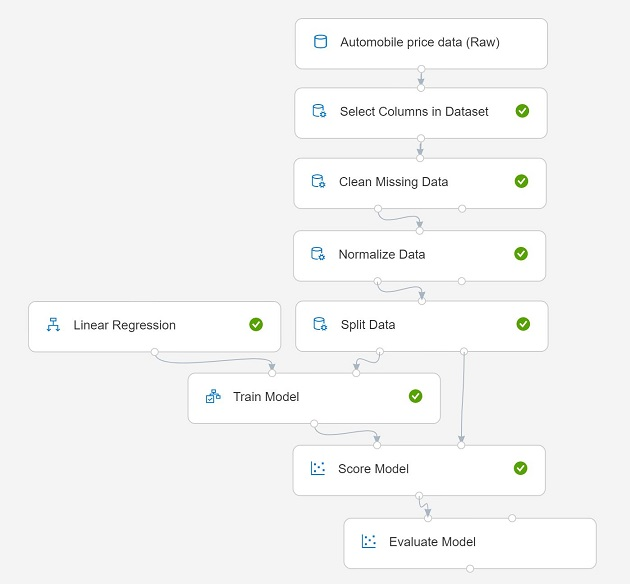 Automobile price data (Raw)
Select Columns in Dataset
Clean Missing Data
Normalize Data
Linear Regression
Split Data
Train Model
Score Model
Evaluate Model